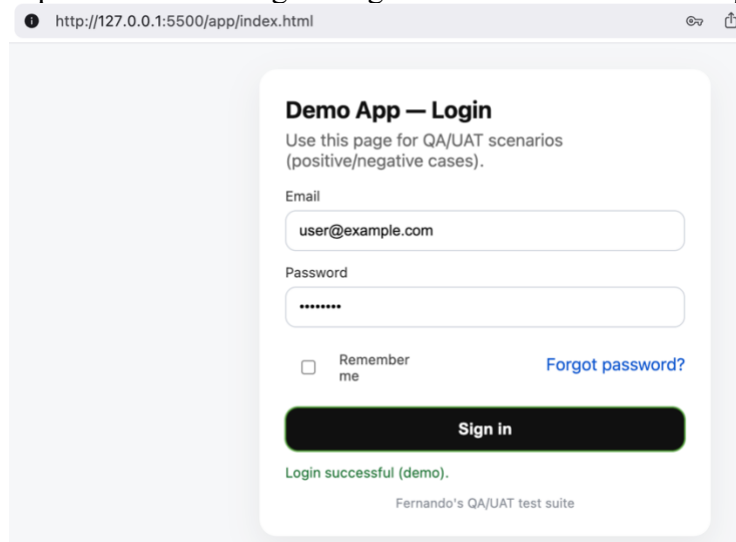 http://127.0.0.1:5500/app/index.html
Demo App — Login
Use this page for QA/UAT scenarios
(positive/negative cases).
Email
user@example.com
Password
••••••••
Remember
me
Forgot password?
Sign in
Login successful (demo).
Fernando's QA/UAT test suite